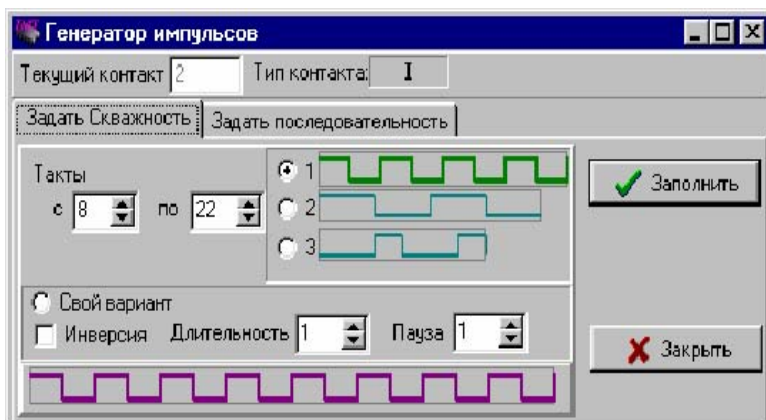 Генератор импульсов
Текущий контакт 2 Тип контакта: I
Задать Скважность Задать последовательность
Такты
с 8 по 22
1
2
3
Заполнить
Свой вариант
Инверсия Длительность 1 Пауза 1
Закрыть